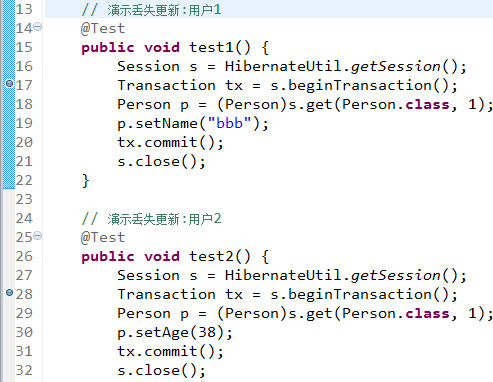 13 // 演示丢失更新:用户1
14 @Test
15 public void test1() {
16 Session s = HibernateUtil.getSession();
17 Transaction tx = s.beginTransaction();
18 Person p = (Person)s.get(Person.class, 1);
19 p.setName("bbb");
20 tx.commit();
21 s.close();
22 }
23
24 // 演示丢失更新:用户2
25 @Test
26 public void test2() {
27 Session s = HibernateUtil.getSession();
28 Transaction tx = s.beginTransaction();
29 Person p = (Person)s.get(Person.class, 1);
30 p.setAge(38);
31 tx.commit();
32 s.close();